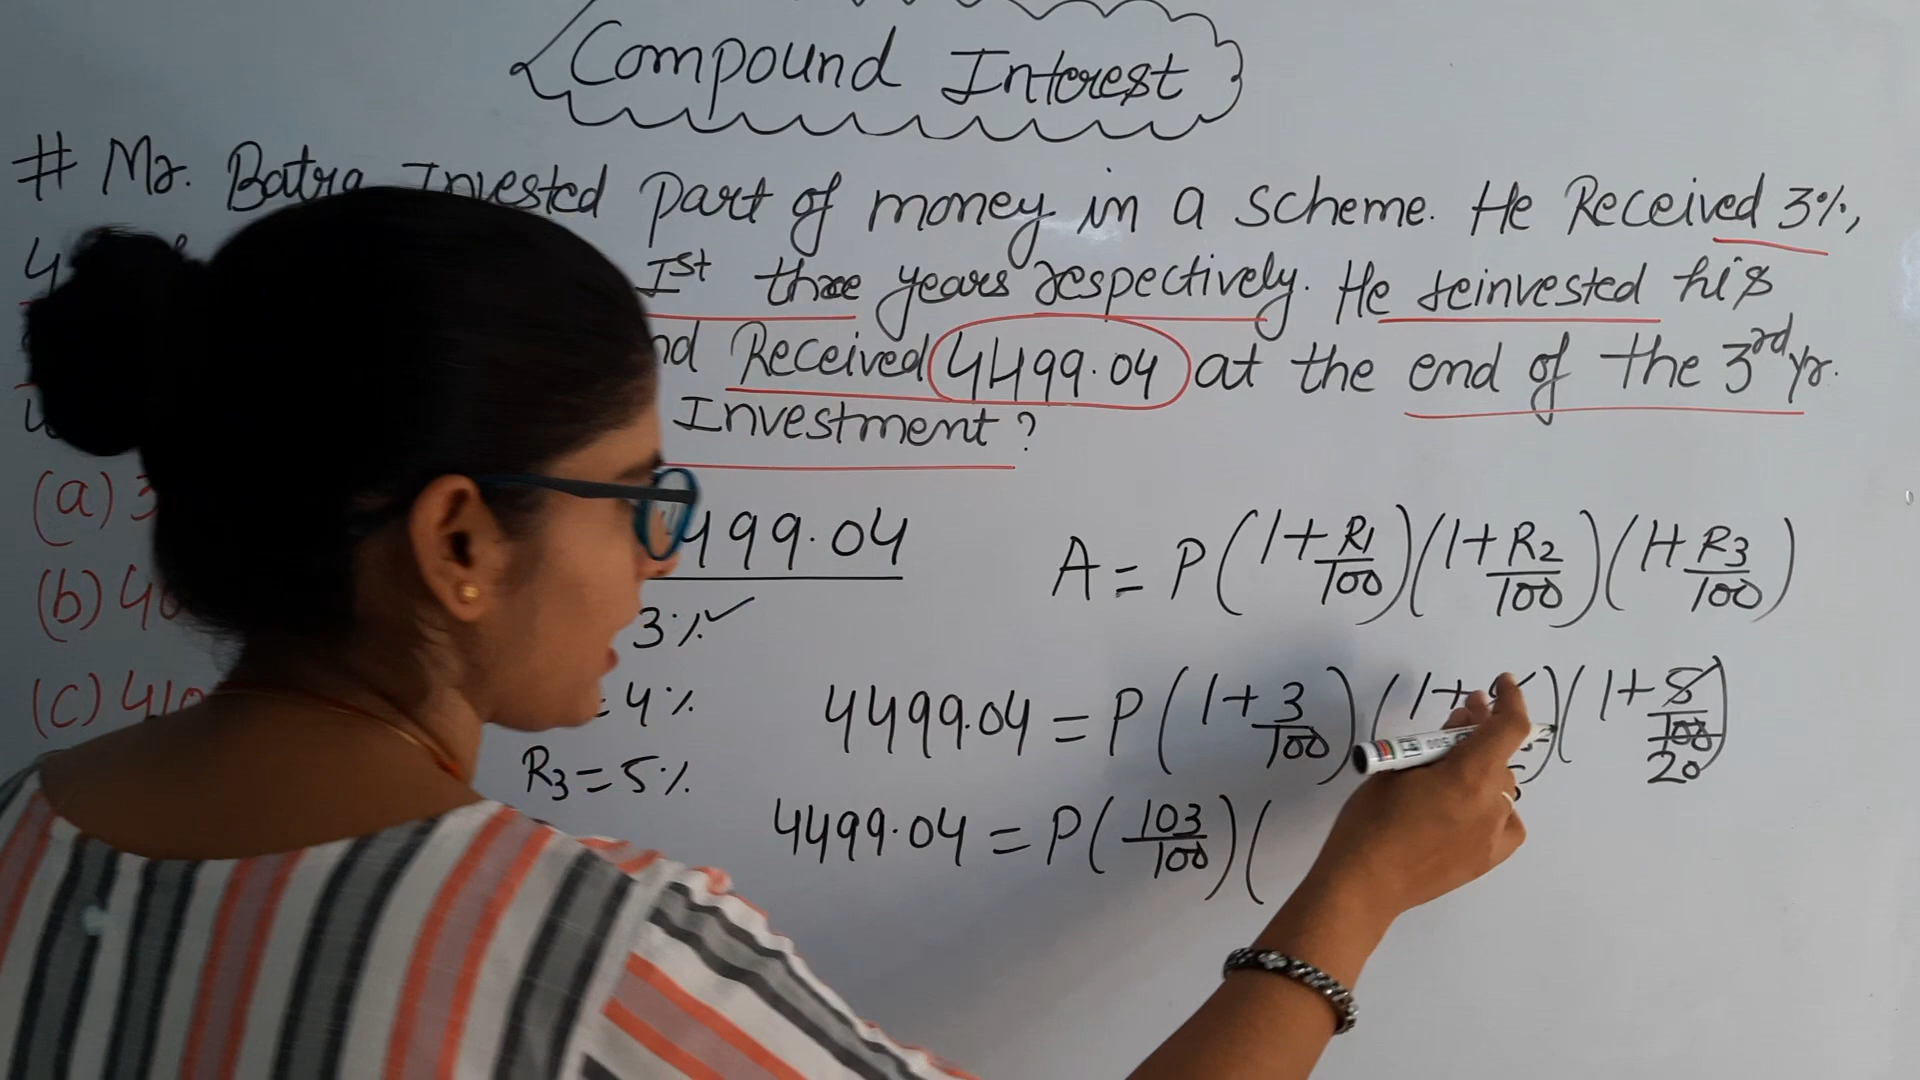 Compound Interest
# Mr. Batra Invested part of money in a scheme. He Received 3%,
4 Ist three years respectively. He reinvested his
nd Received 4499.04 at the end of the 3rd yr.
Investment?
(a) 3 499.04 A = P(1+R1/100)(1+R2/100)(1+R3/100)
(b) 40 3%✓
(c) 410 = 4% 4499.04 = P(1+3/100)(1+ )(1+5/100 20)
R3 = 5%
4499.04 = P(103/100)(